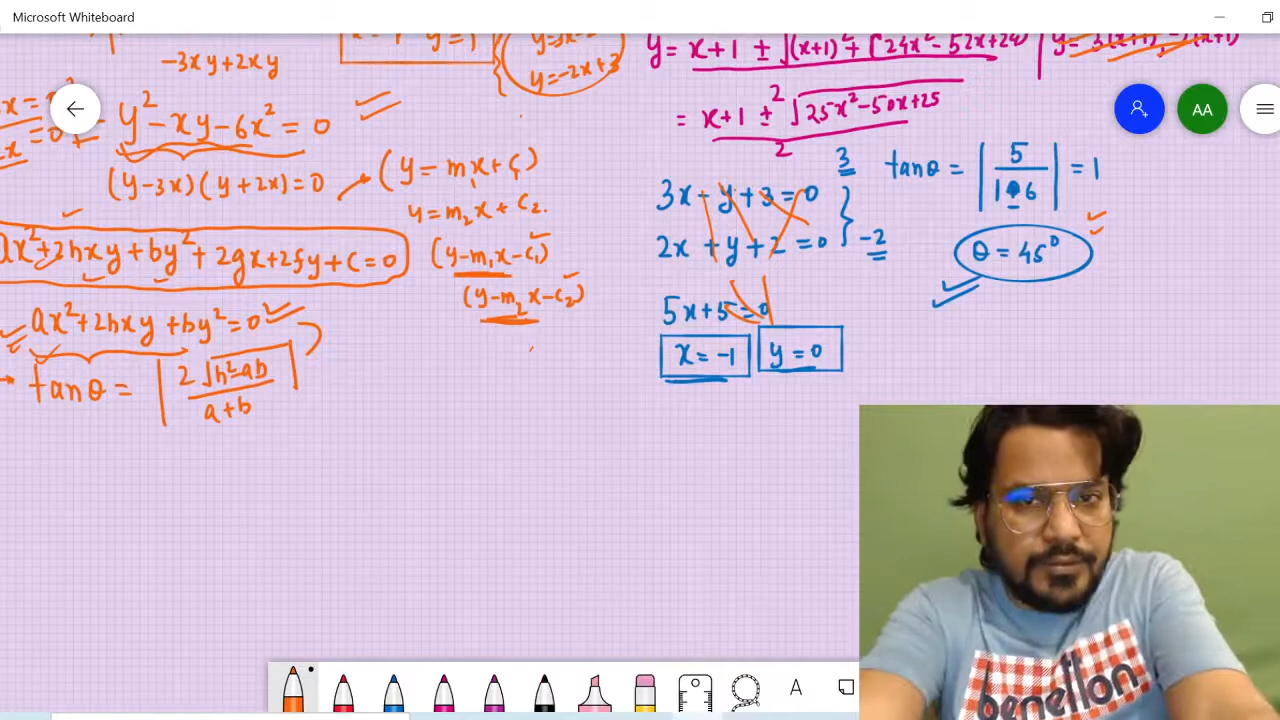 Microsoft Whiteboard
-3xy+2xy
y=-2x+3
y²-xy-6x²=0
(y-3x)(y+2x)=0
ax²+2hxy+by²+2gx+2fy+c=0
ax²+2hxy+by²=0
tanθ = | 2√h²-ab / a+b |
(y=m₁x+c₁)
y=m₂x+c₂.
(y-m₁x-c₁)
(y-m₂x-c₂)
y= x+1 ± √(x+1)²+
= x+1 ± √25x²-50x+25
2
2
3x-y+3=0
3
2x+y+2=0
-2
5x+5=0
x=-1
y=0
tanθ = | 5 / 1 6 | = 1
θ=45°
AA
A
benetton